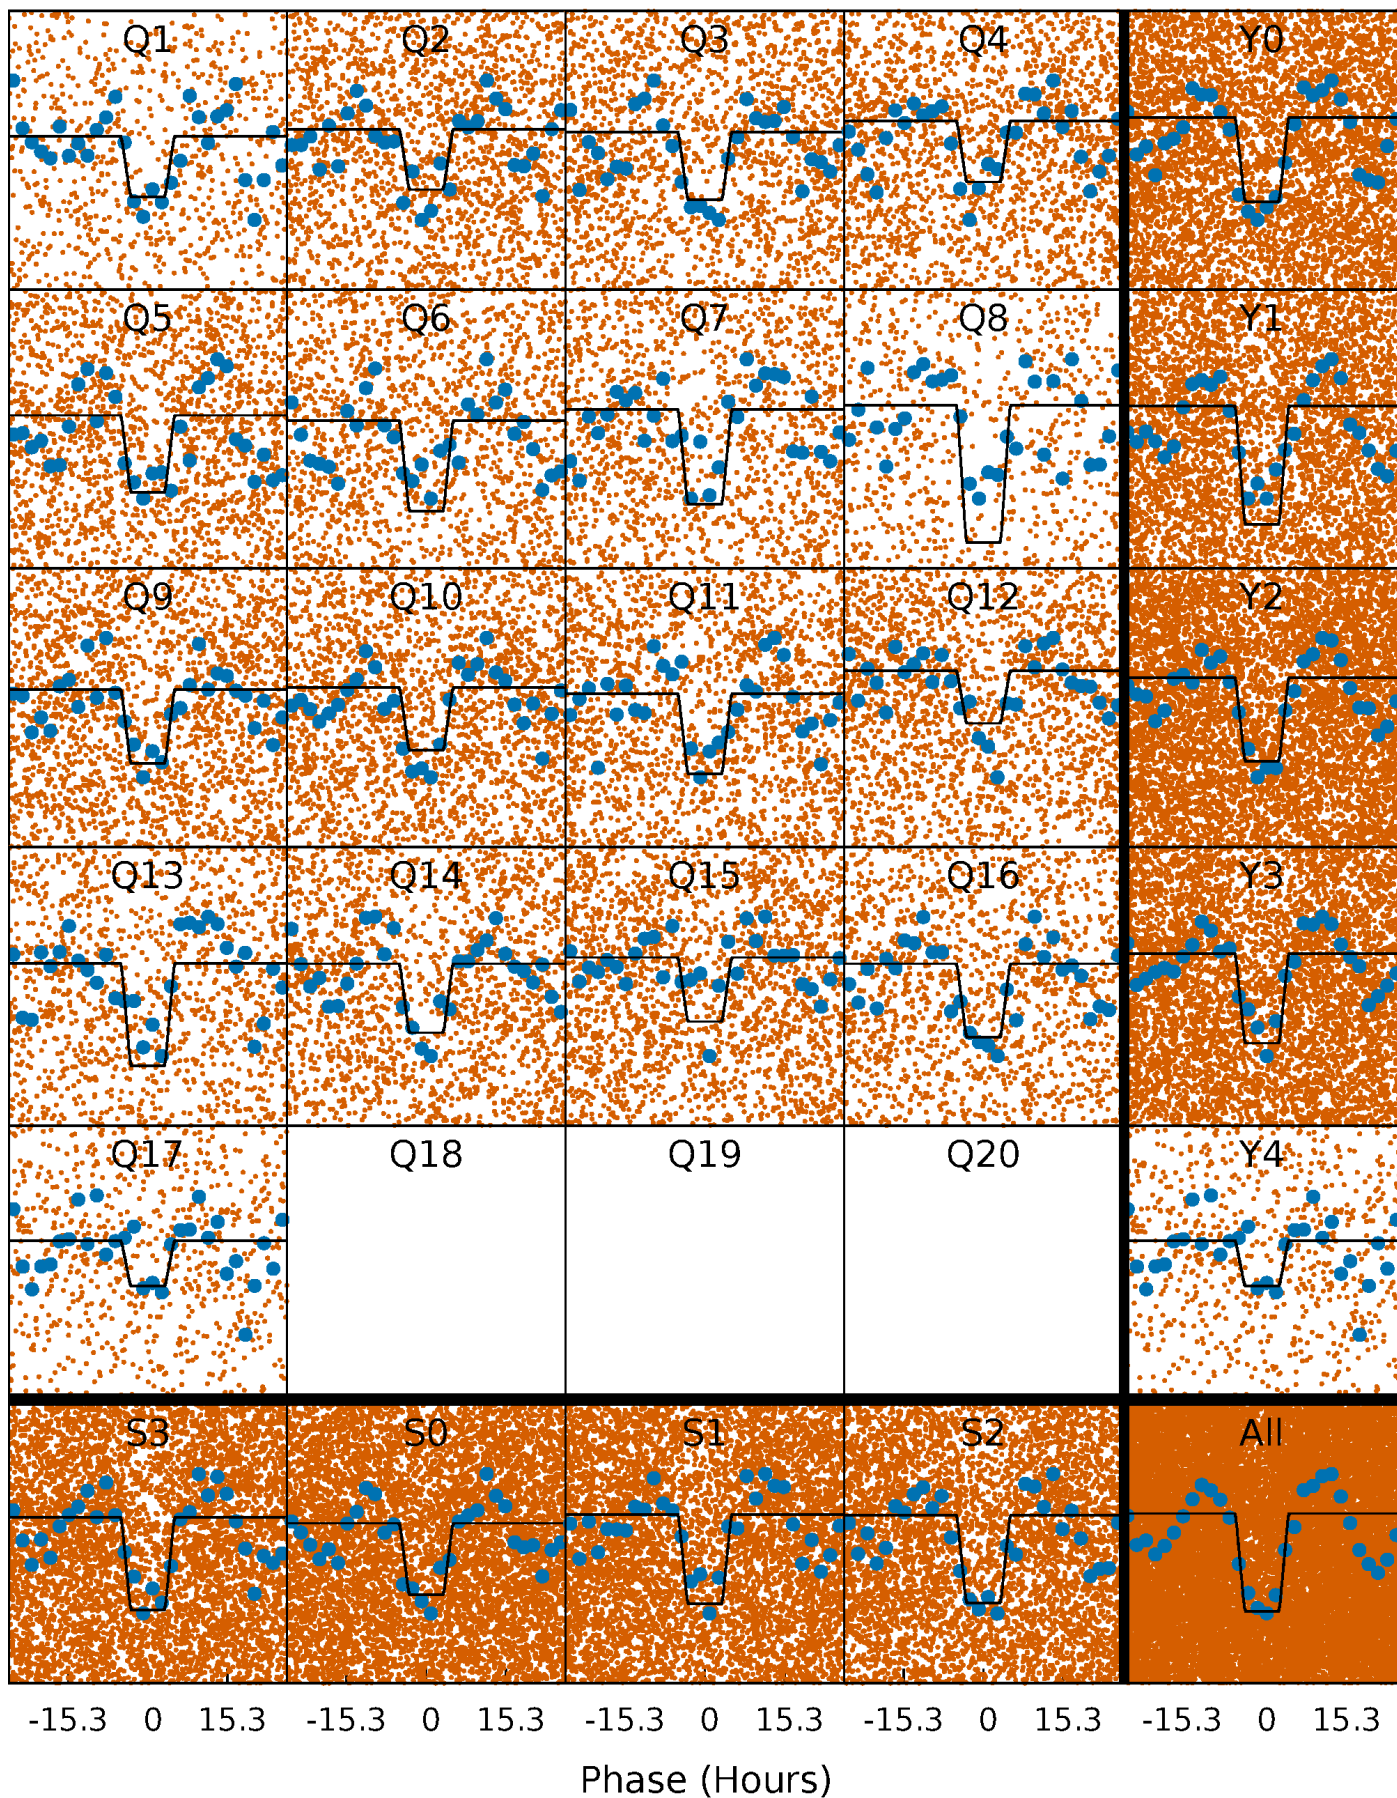 Q1 Q2 Q3 Q4 Y0
Q5 Q6 Q7 Q8 Y1
Q9 Q10 Q11 Q12 Y2
Q13 Q14 Q15 Q16 Y3
Q17 Q18 Q19 Q20 Y4
S3 S0 S1 S2 All
-15.3 0 15.3 -15.3 0 15.3 -15.3 0 15.3 -15.3 0 15.3 -15.3 0 15.3
Phase (Hours)